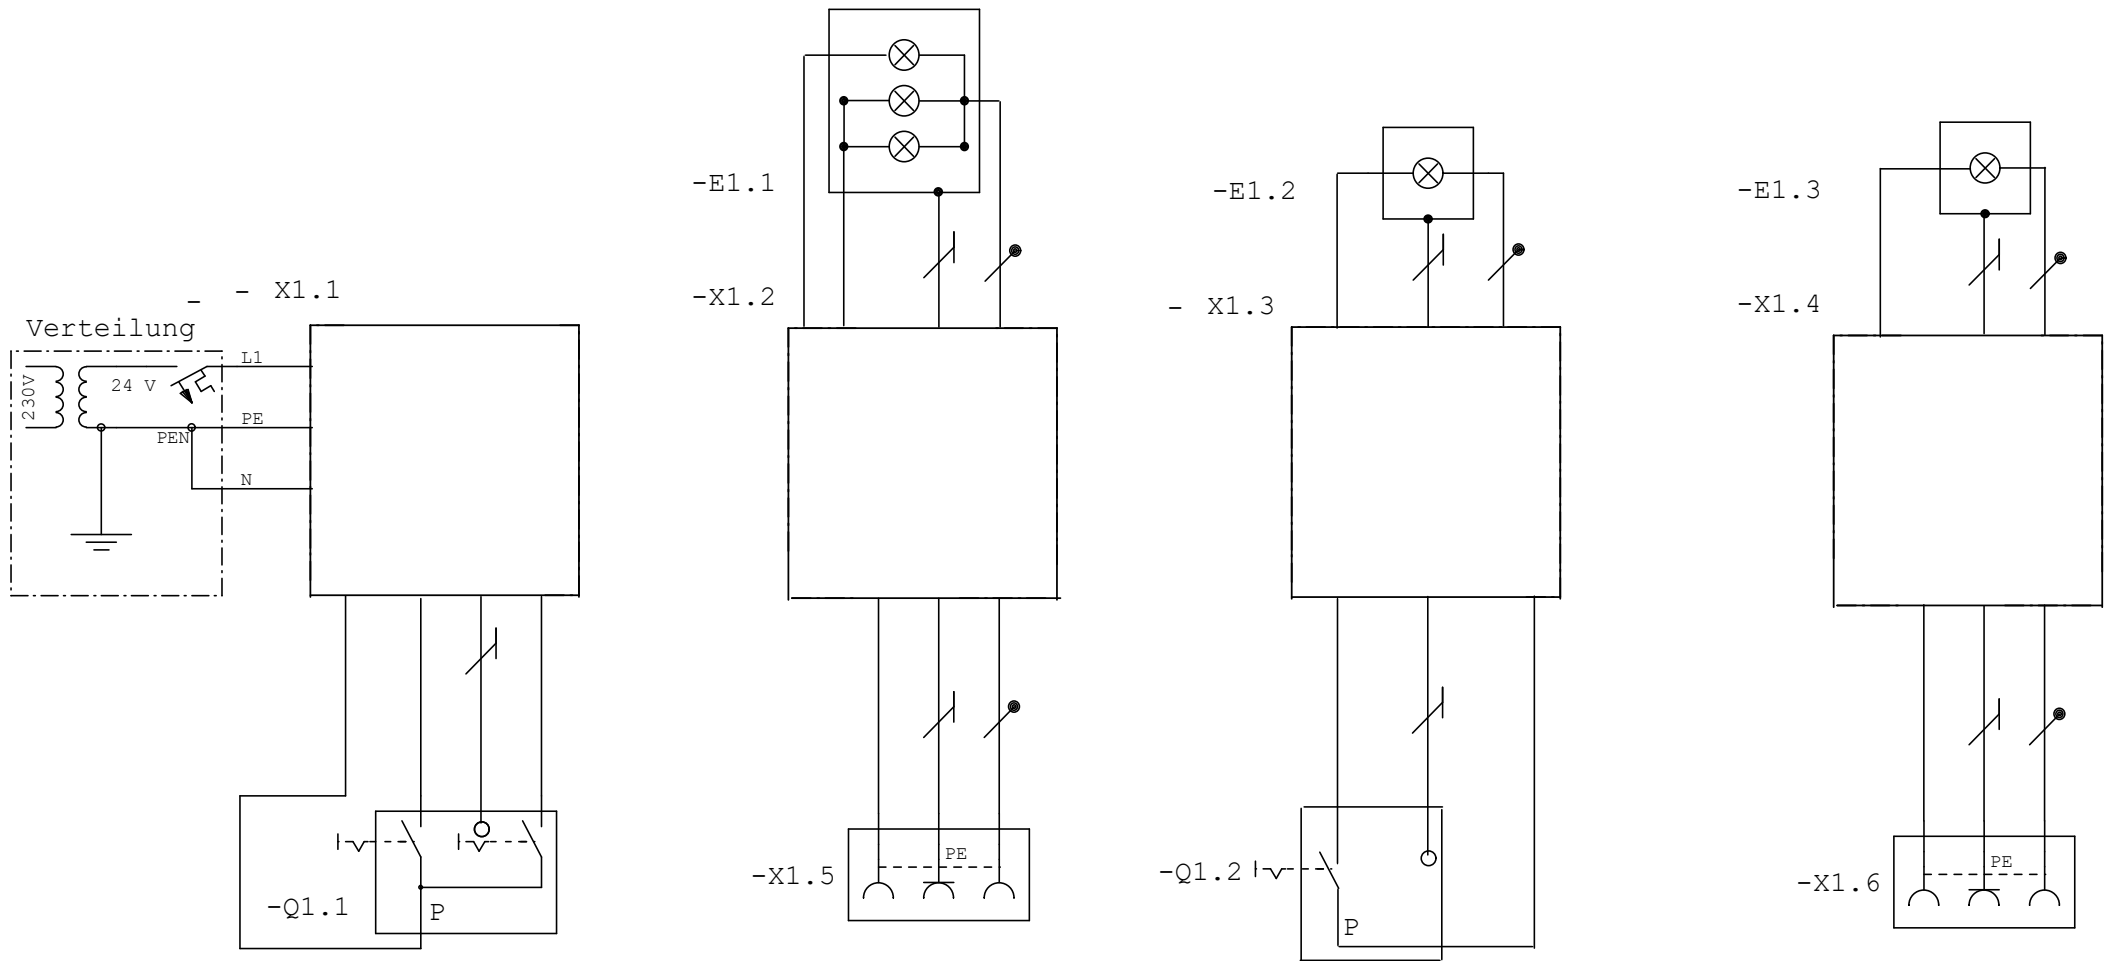 -E1.1
-E1.2
-E1.3
- - X1.1
-X1.2
- X1.3
-X1.4
Verteilung
L1
230V
24 V
PE
PEN
N
PE
-X1.5
-Q1.2
PE
-X1.6
-Q1.1
P
P